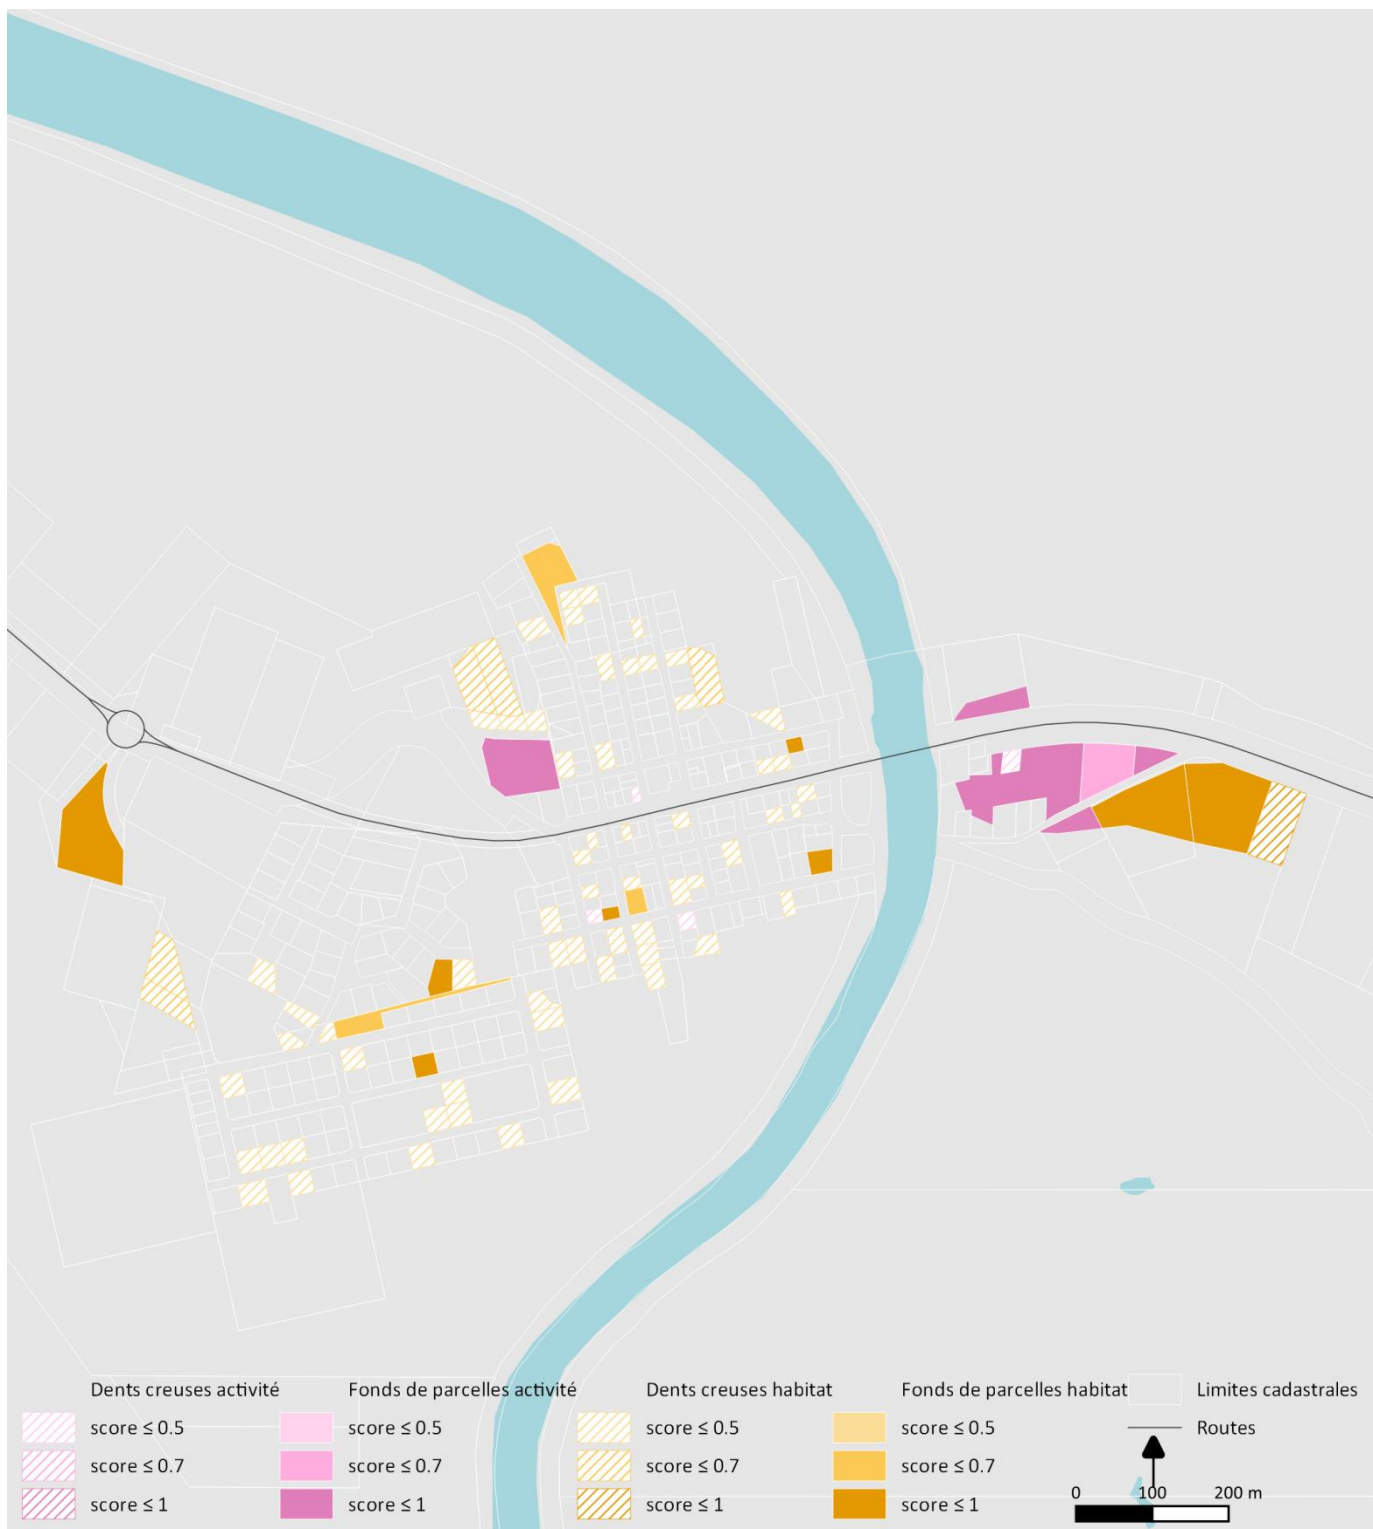 Dents creuses activité
score ≤ 0.5
score ≤ 0.7
score ≤ 1
Fonds de parcelles activité
score ≤ 0.5
score ≤ 0.7
score ≤ 1
Dents creuses habitat
score ≤ 0.5
score ≤ 0.7
score ≤ 1
Fonds de parcelles habitat
score ≤ 0.5
score ≤ 0.7
score ≤ 1
Limites cadastrales
Routes
0 100 200 m